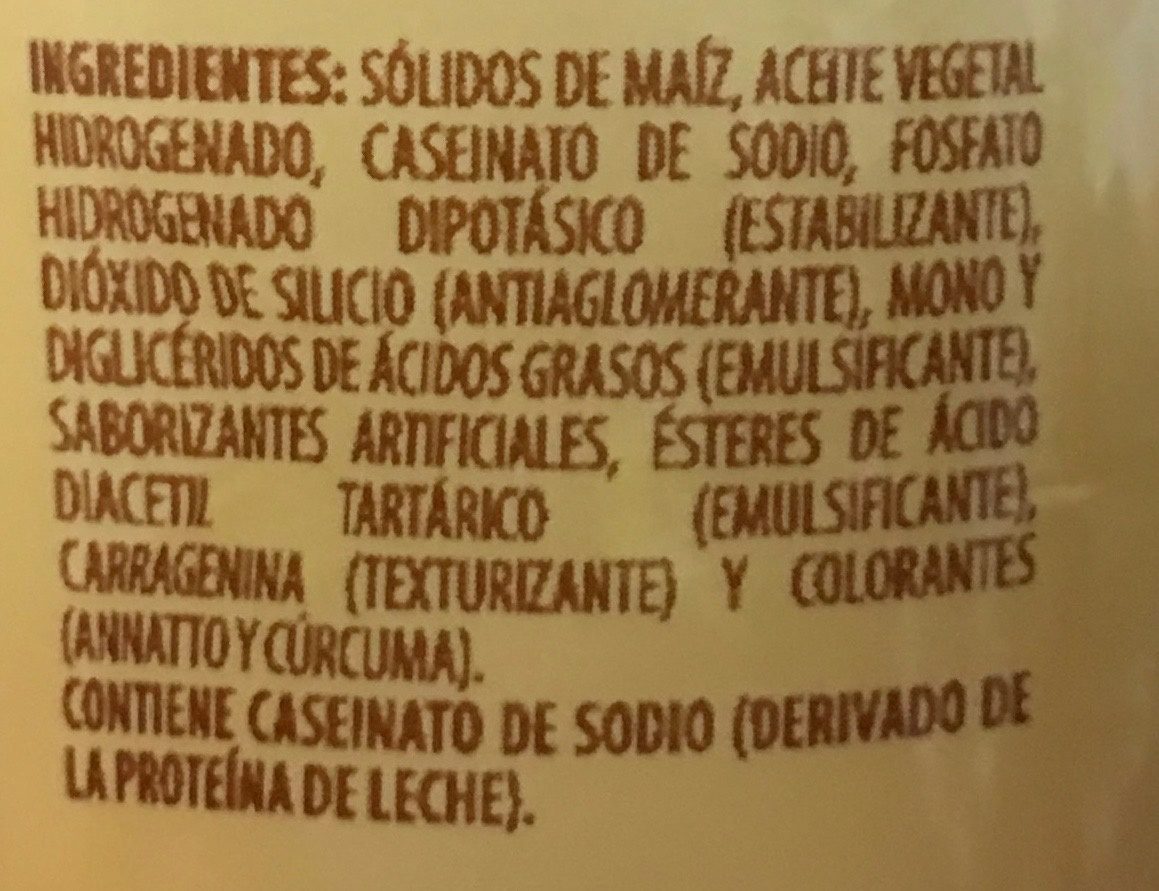 INGREDIENTES: SÓLIDOS DE MAÍZ, ACEITE VEGETAL
HIDROGENADO, CASEINATO DE SODIO, FOSFATO
HIDROGENADO DIPOTÁSICO (ESTABILIZANTE),
DIÓXIDO DE SILICIO (ANTIAGLOMERANTE), MONO Y
DIGLICÉRIDOS DE ÁCIDOS GRASOS (EMULSIFICANTE),
SABORIZANTES ARTIFICIALES, ÉSTERES DE ÁCIDO
DIACETIL TARTÁRICO (EMULSIFICANTE),
CARRAGENINA (TEXTURIZANTE) Y COLORANTES
(ANNATTO Y CÚRCUMA).
CONTIENE CASEINATO DE SODIO (DERIVADO DE
LA PROTEÍNA DE LECHE).